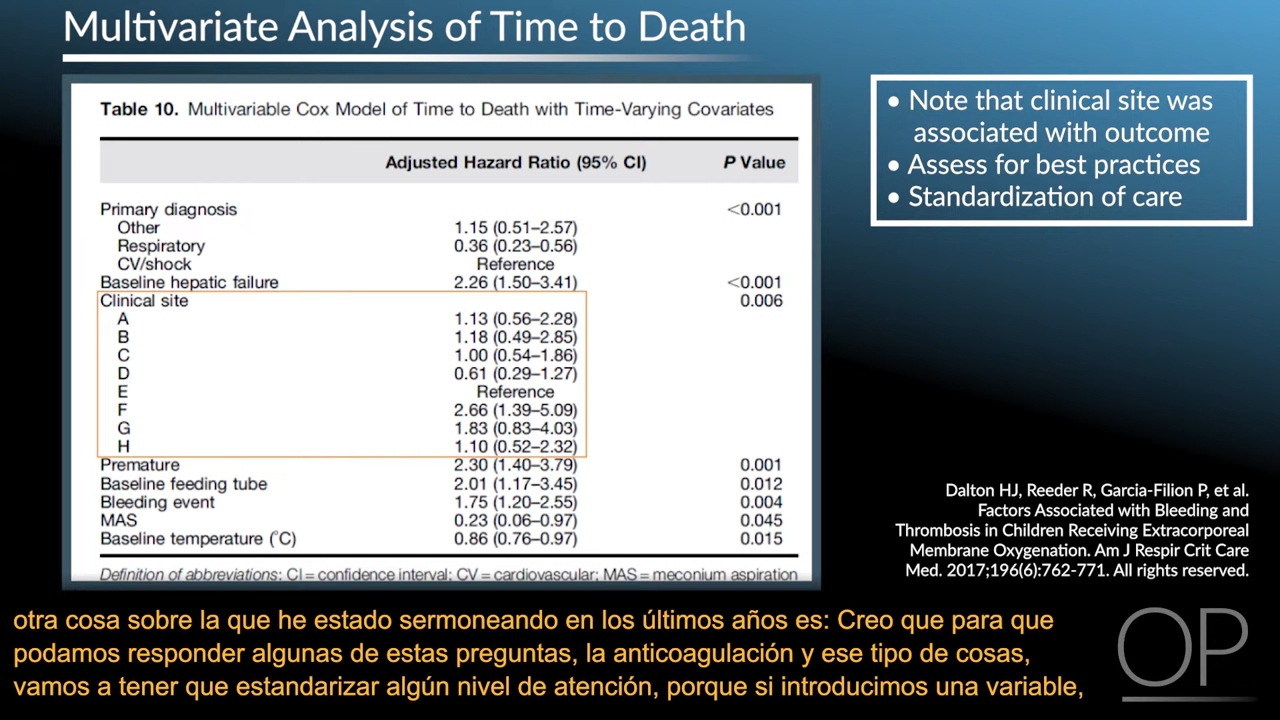 Multivariate Analysis of Time to Death
Table 10. Multivariable Cox Model of Time to Death with Time-Varying Covariates
Adjusted Hazard Ratio (95% CI) P Value
Primary diagnosis <0.001
Other 1.15 (0.51–2.57)
Respiratory 0.36 (0.23–0.56)
CV/shock Reference
Baseline hepatic failure 2.26 (1.50–3.41) <0.001
Clinical site 0.006
A 1.13 (0.56–2.28)
B 1.18 (0.49–2.85)
C 1.00 (0.54–1.86)
D 0.61 (0.29–1.27)
E Reference
F 2.66 (1.39–5.09)
G 1.83 (0.83–4.03)
H 1.10 (0.52–2.32)
Premature 2.30 (1.40–3.79) 0.001
Baseline feeding tube 2.01 (1.17–3.45) 0.012
Bleeding event 1.75 (1.20–2.55) 0.004
MAS 0.23 (0.06–0.97) 0.045
Baseline temperature (°C) 0.86 (0.76–0.97) 0.015
Definition of abbreviations: CI = confidence interval; CV = cardiovascular; MAS = meconium aspiration
• Note that clinical site was
associated with outcome
• Assess for best practices
• Standardization of care
Dalton HJ, Reeder R, Garcia-Filion P, et al.
Factors Associated with Bleeding and
Thrombosis in Children Receiving Extracorporeal
Membrane Oxygenation. Am J Respir Crit Care
Med. 2017;196(6):762-771. All rights reserved.
otra cosa sobre la que he estado sermoneando en los últimos años es: Creo que para que
podamos responder algunas de estas preguntas, la anticoagulación y ese tipo de cosas,
vamos a tener que estandarizar algún nivel de atención, porque si introducimos una variable,
OP